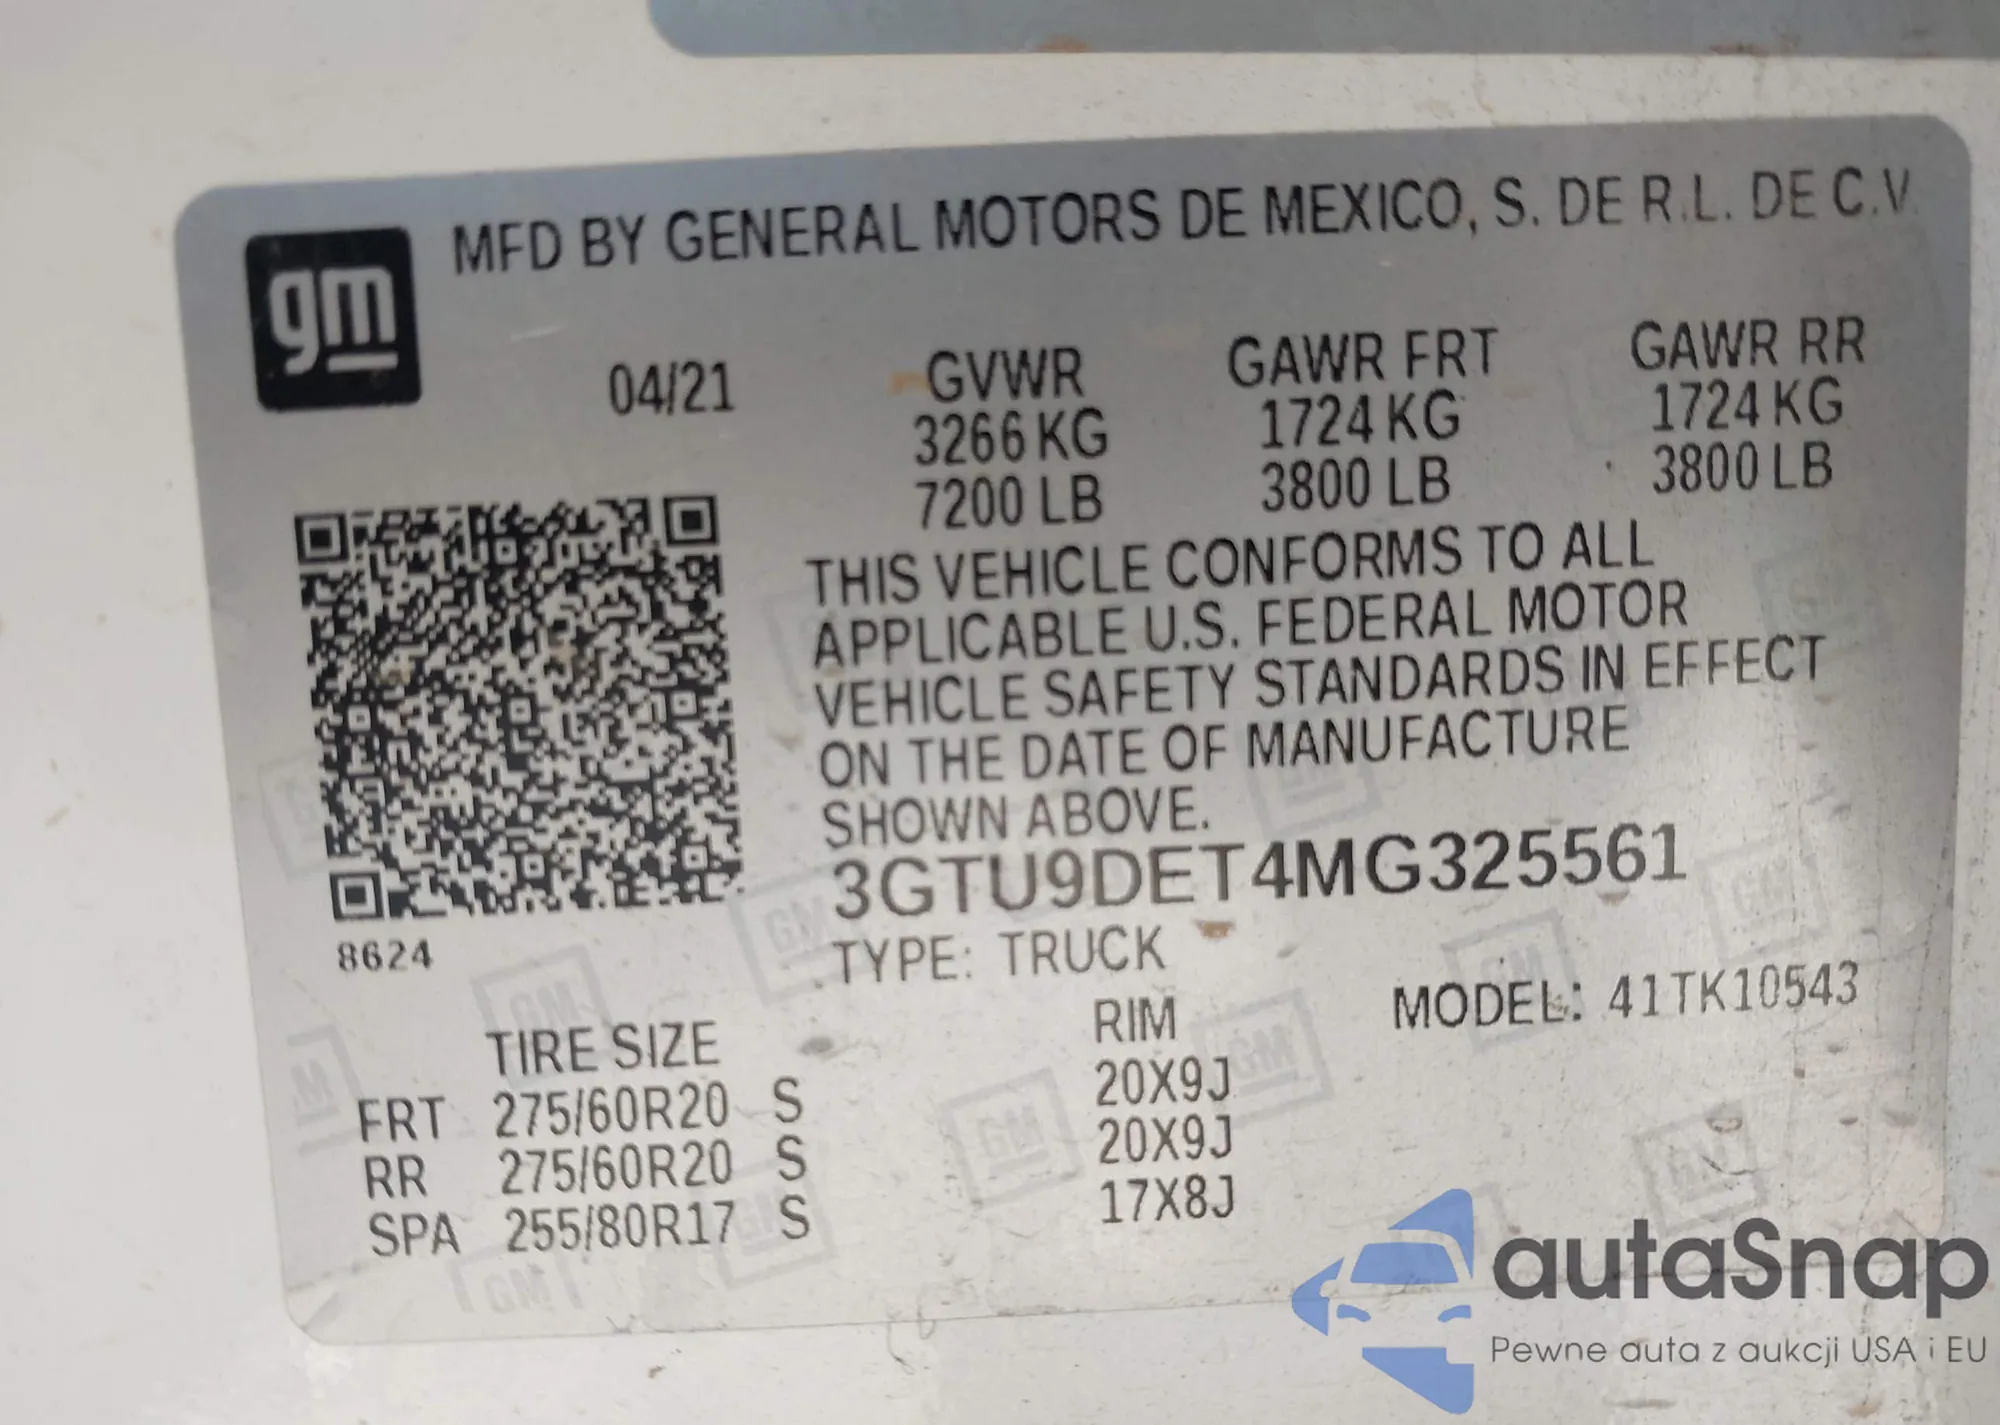 gm
MFD BY GENERAL MOTORS DE MEXICO, S. DE R.L. DE C.V.
04/21
GVWR GAWR FRT GAWR RR
3266 KG 1724 KG 1724 KG
7200 LB 3800 LB 3800 LB
THIS VEHICLE CONFORMS TO ALL
APPLICABLE U.S. FEDERAL MOTOR
VEHICLE SAFETY STANDARDS IN EFFECT
ON THE DATE OF MANUFACTURE
SHOWN ABOVE.
3GTU9DET4MG325561
8624
TYPE: TRUCK
MODEL: 41TK10543
TIRE SIZE RIM
FRT 275/60R20 S 20X9J
RR 275/60R20 S 20X9J
SPA 255/80R17 S 17X8J
autaSnap
Pewne auta z aukcji USA i EU